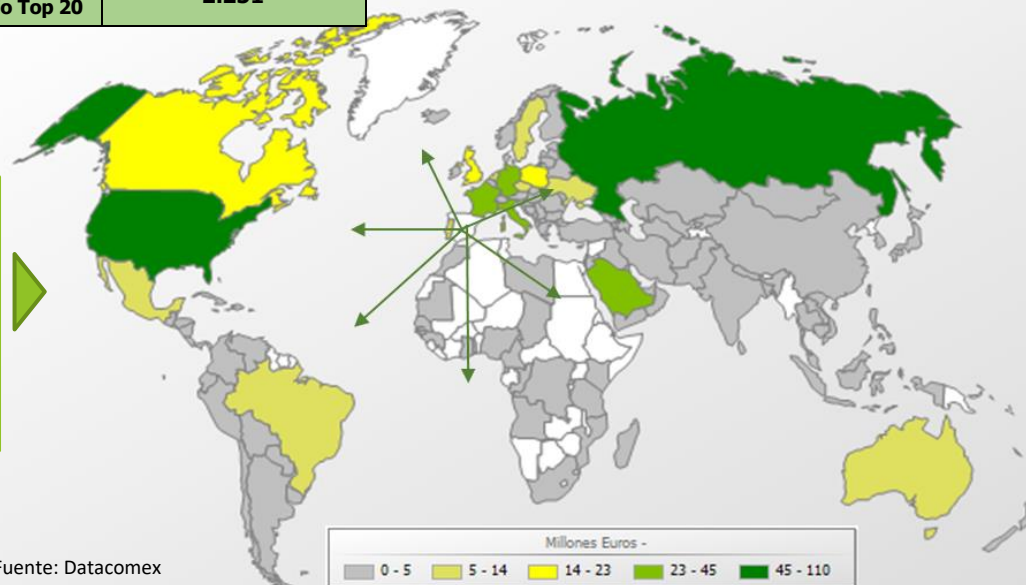 o Top 20
Millones Euros -
0 - 5 5 - 14 14 - 23 23 - 45 45 - 110
Fuente: Datacomex